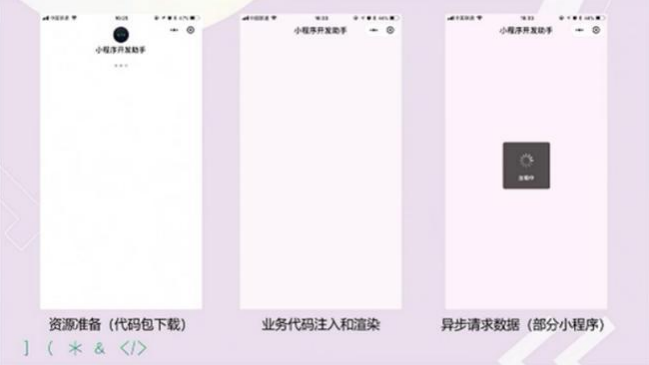 中国联通 16:25
小程序开发助手
中国联通 16:33
小程序开发助手
中国联通 16:33
小程序开发助手
加载中
资源准备（代码包下载）
业务代码注入和渲染
异步请求数据（部分小程序）
] ( * & </>